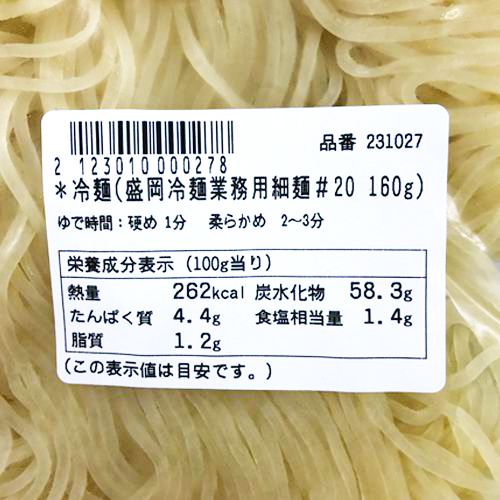 品番 231027
2 123010 000278
*冷麺(盛岡冷麺業務用細麺#20 160g)
ゆで時間:硬め 1分 柔らかめ 2~3分
栄養成分表示 (100g当り)
熱量 262kcal 炭水化物 58.3g
たんぱく質 4.4g 食塩相当量 1.4g
脂質 1.2g
(この表示値は目安です。)